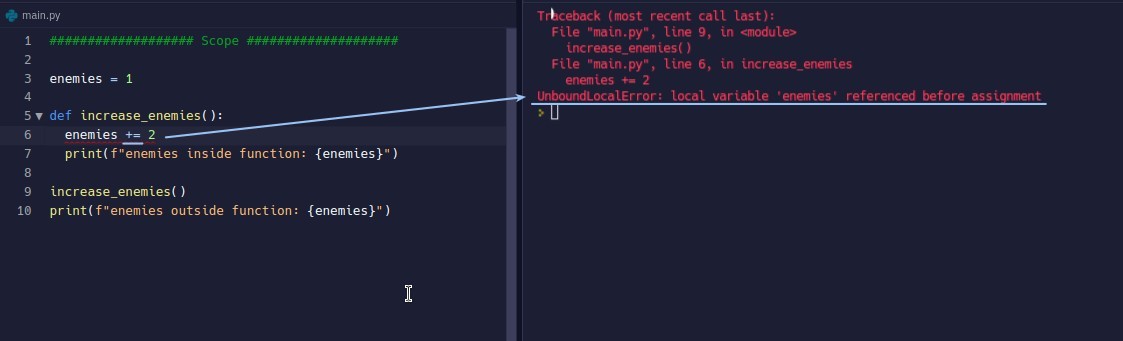 main.py
1 ################### Scope ####################
2
3 enemies = 1
4
5 def increase_enemies():
6 enemies += 2
7 print(f"enemies inside function: {enemies}")
8
9 increase_enemies()
10 print(f"enemies outside function: {enemies}")
Traceback (most recent call last):
File "main.py", line 9, in <module>
increase_enemies()
File "main.py", line 6, in increase_enemies
enemies += 2
UnboundLocalError: local variable 'enemies' referenced before assignment